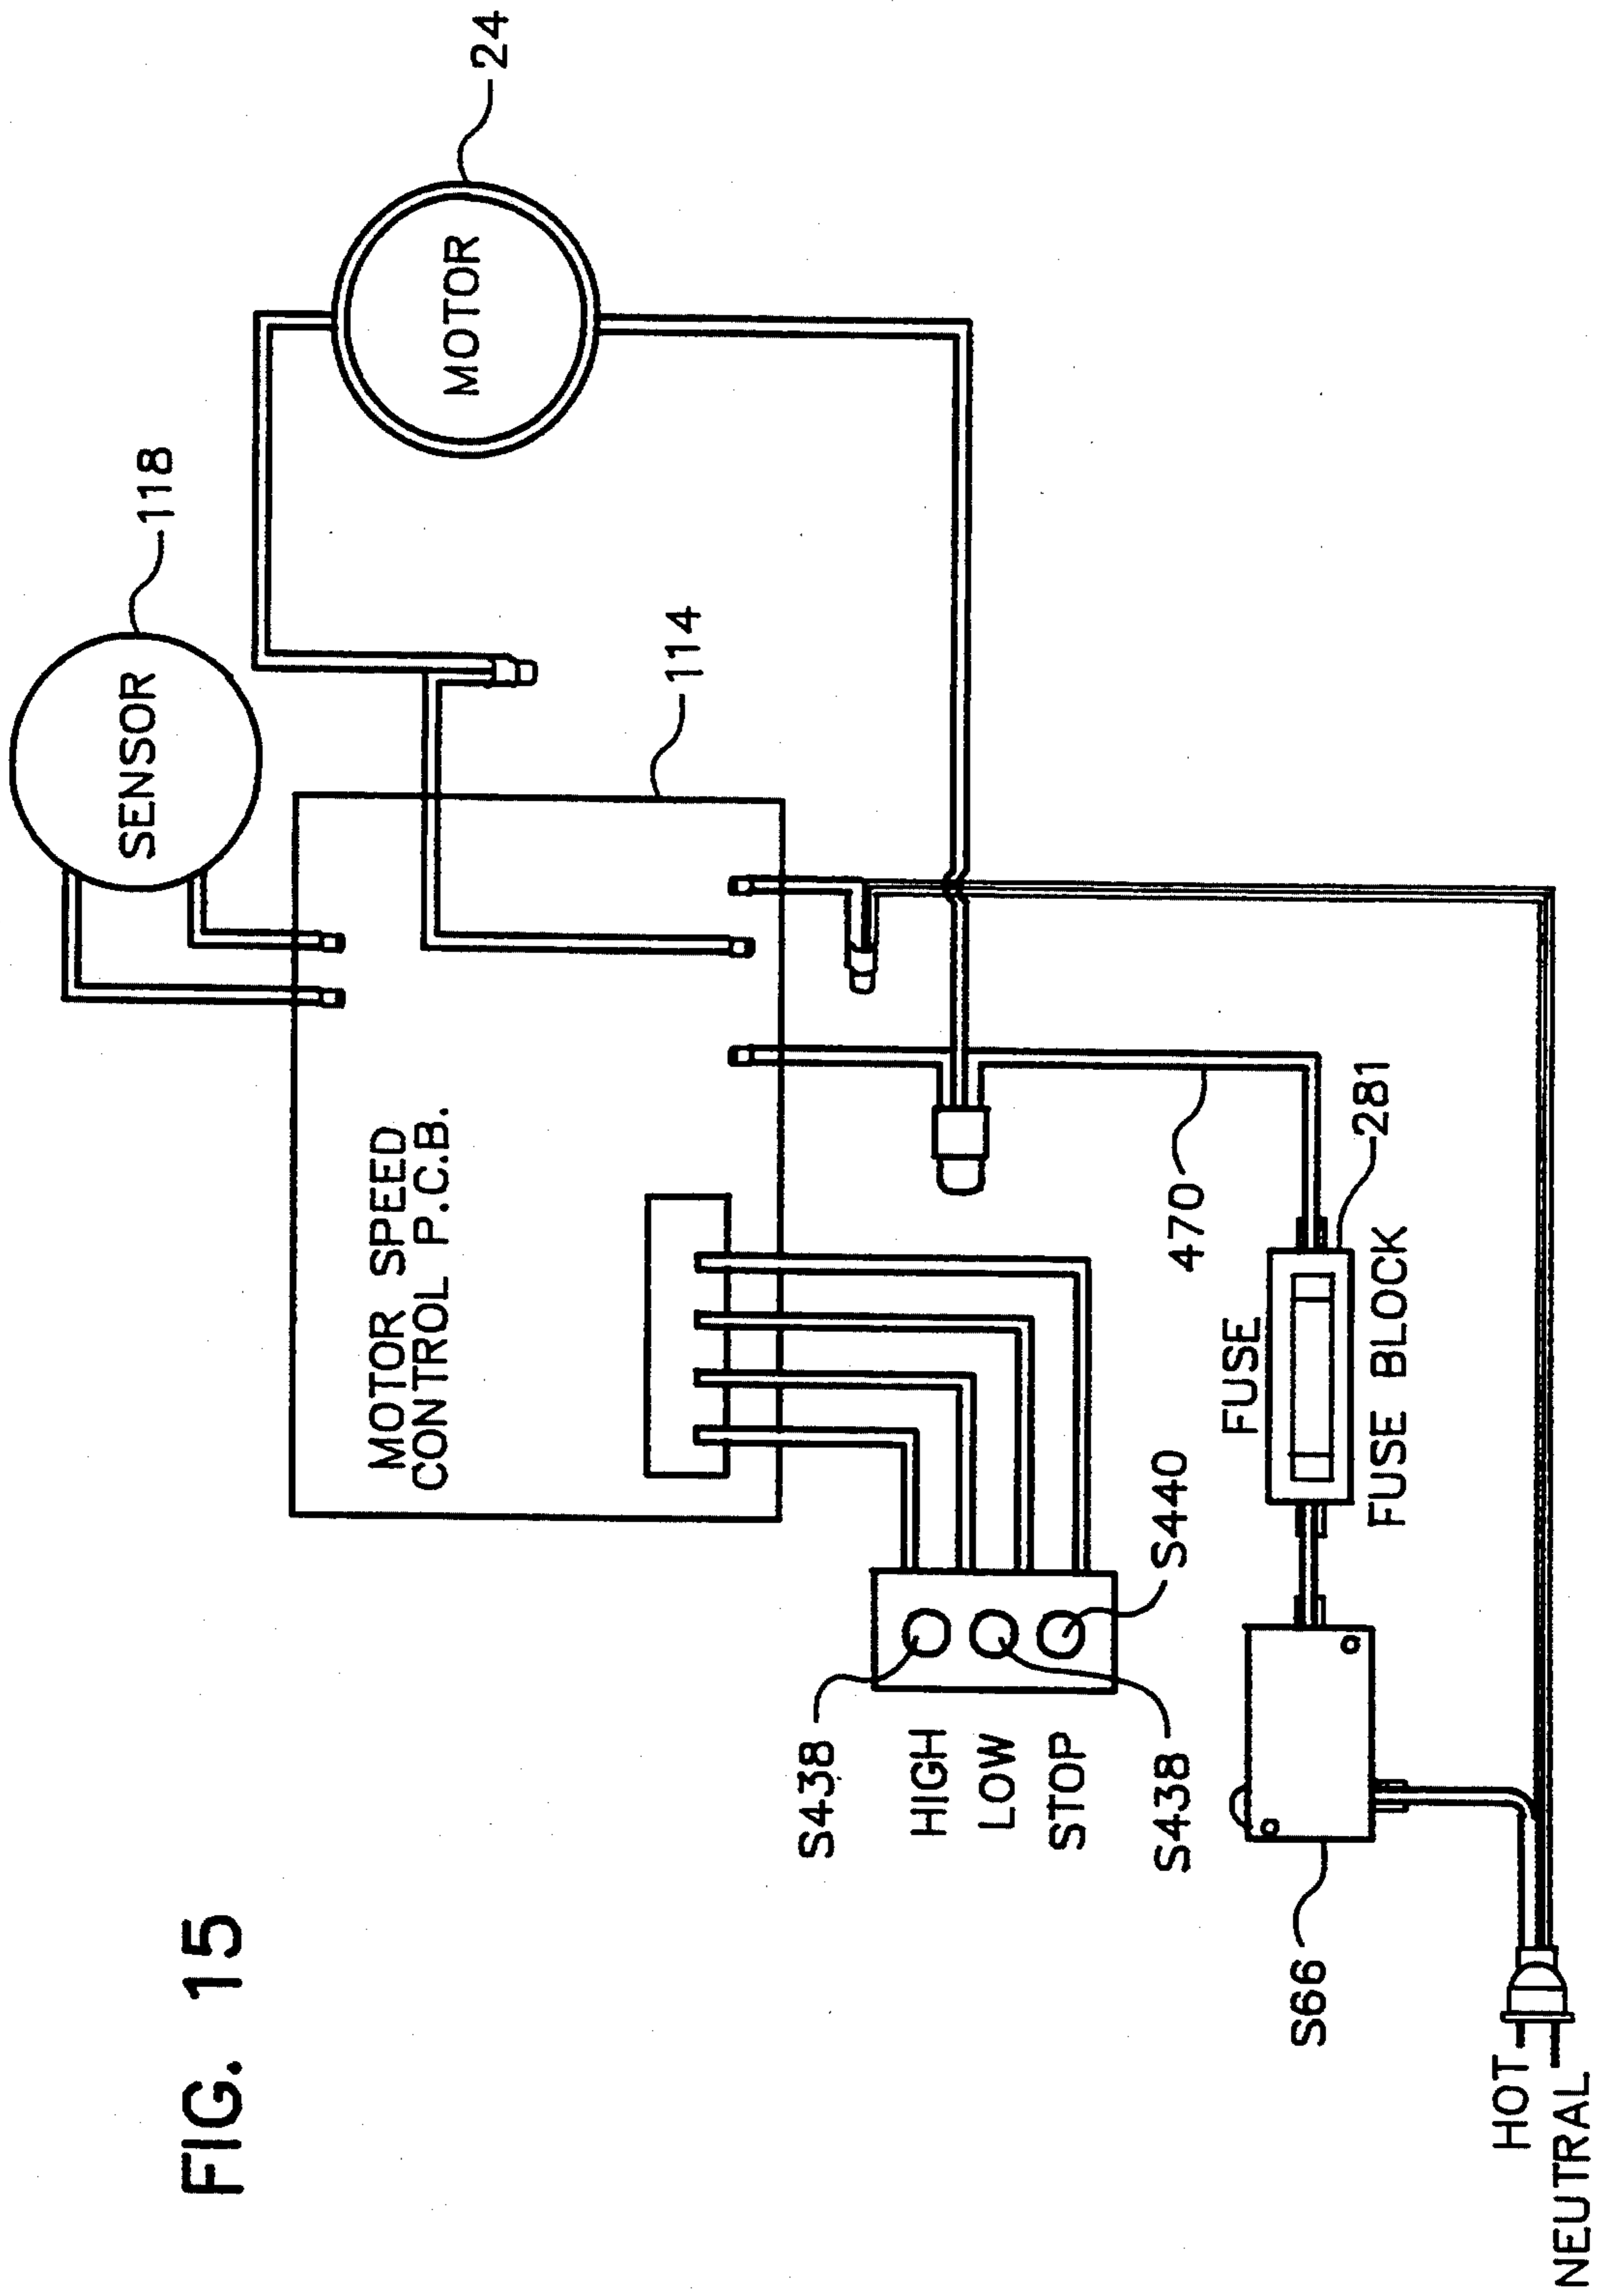 FIG. 15
SENSOR
118
MOTOR
24
MOTOR SPEED
CONTROL P.C.B.
114
S438
HIGH
LOW
STOP
S438
S440
470
FUSE
281
FUSE BLOCK
S66
HOT
NEUTRAL